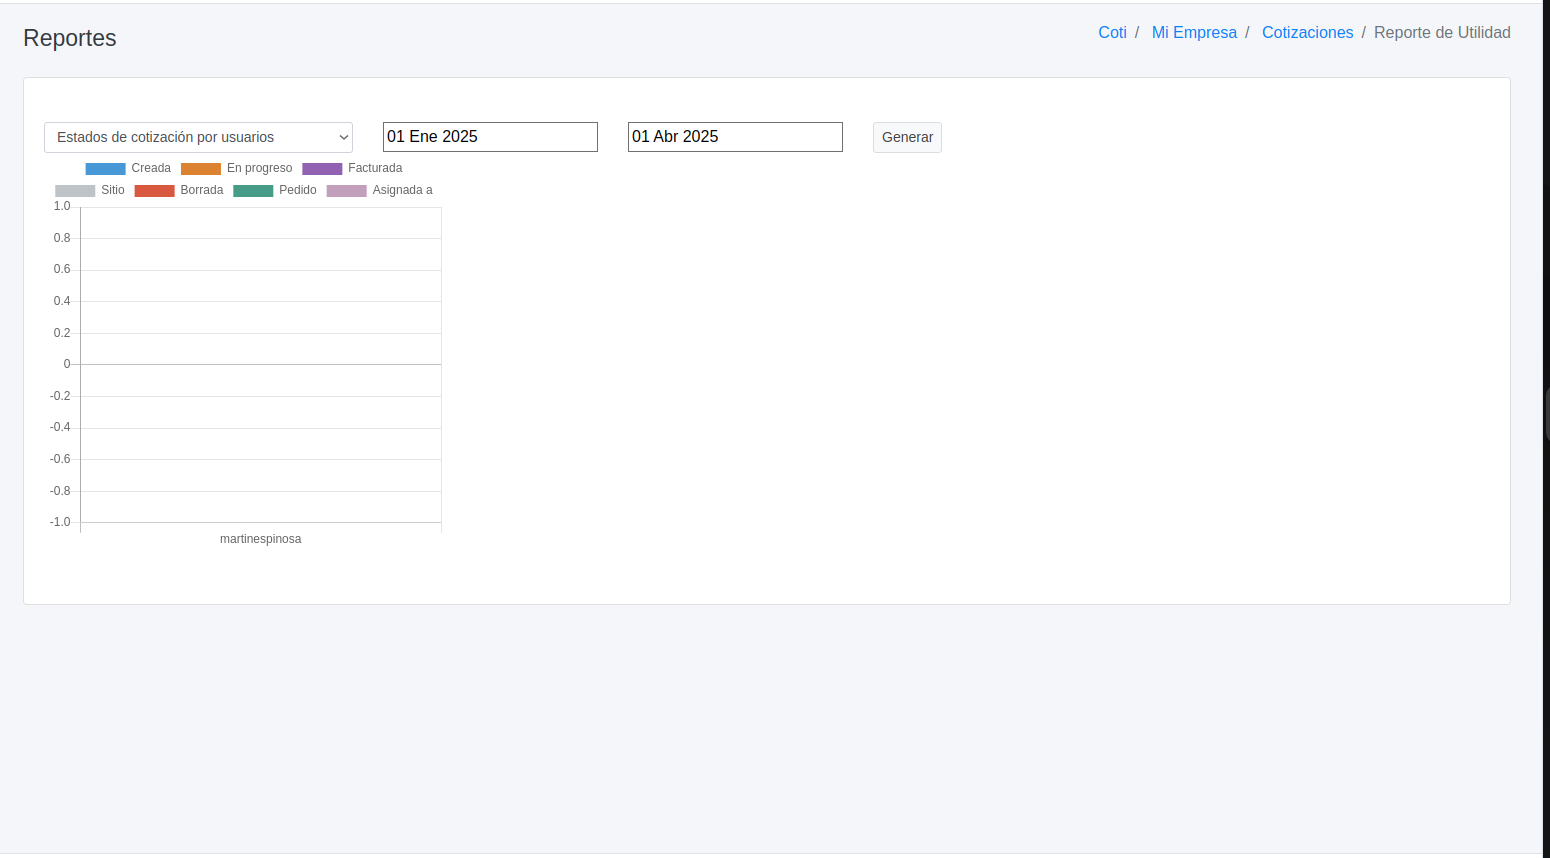 Reportes
Coti / Mi Empresa / Cotizaciones / Reporte de Utilidad
Estados de cotización por usuarios
01 Ene 2025
01 Abr 2025
Generar
Creada En progreso Facturada
Sitio Borrada Pedido Asignada a
1.0
0.8
0.6
0.4
0.2
0
-0.2
-0.4
-0.6
-0.8
-1.0
martinespinosa